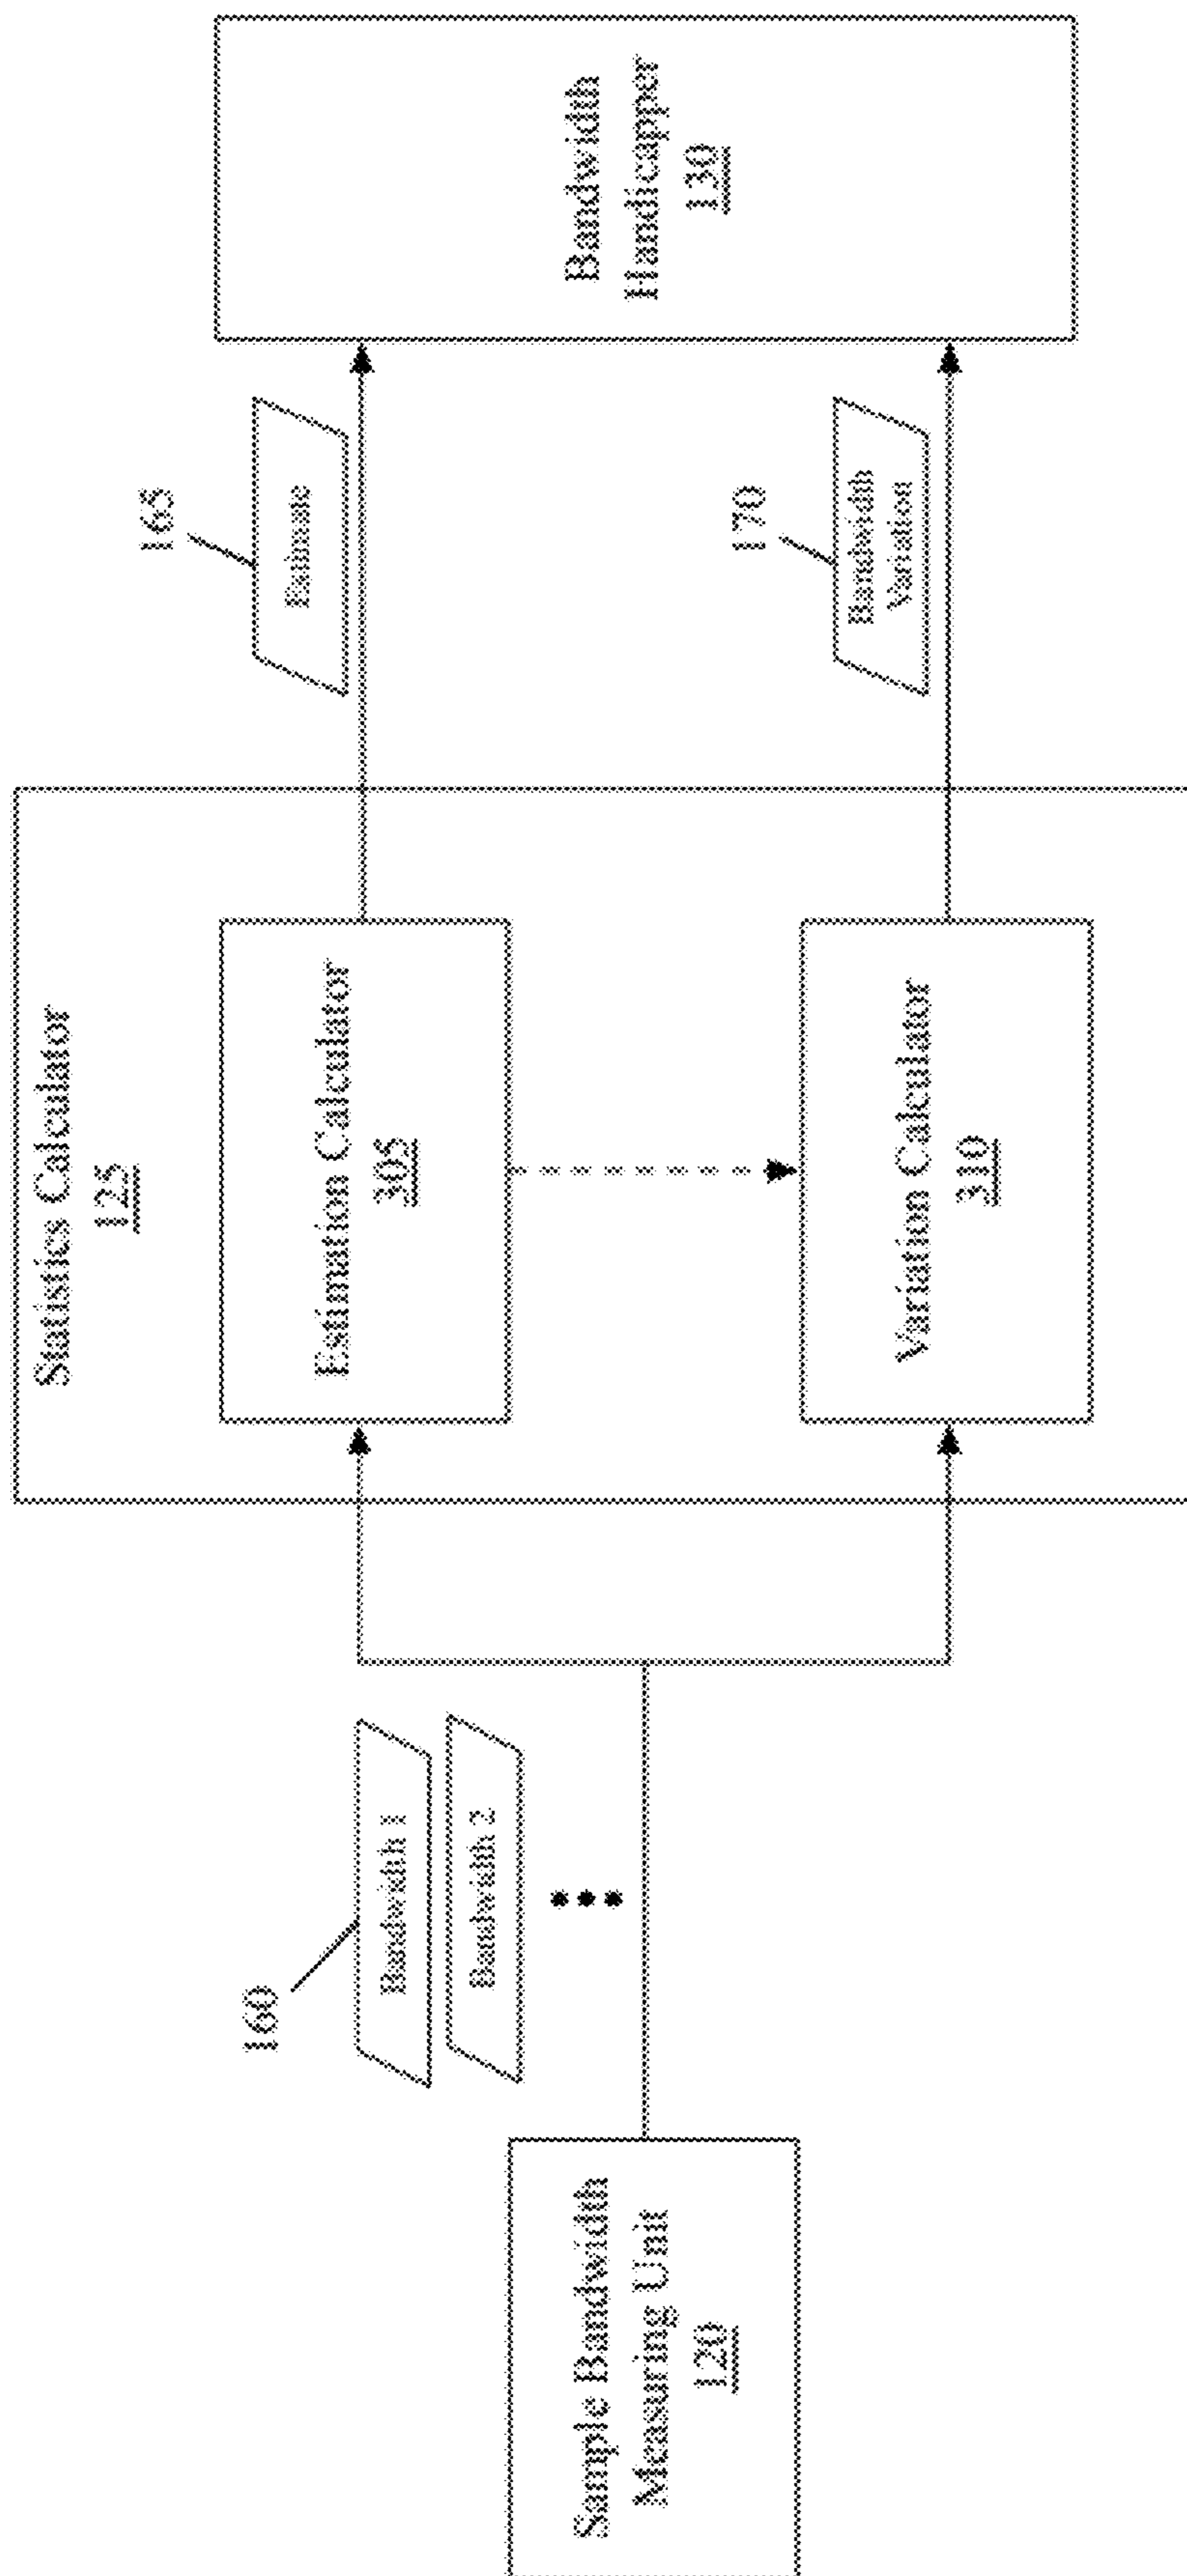 Sample Bandwidth
Measuring Unit
120
160
Bandwidth 1
Bandwidth 2
Statistics Calculator
125
Estimation Calculator
305
Variation Calculator
310
165
Estimate
170
Bandwidth
Variation
Bandwidth
Handicapper
130